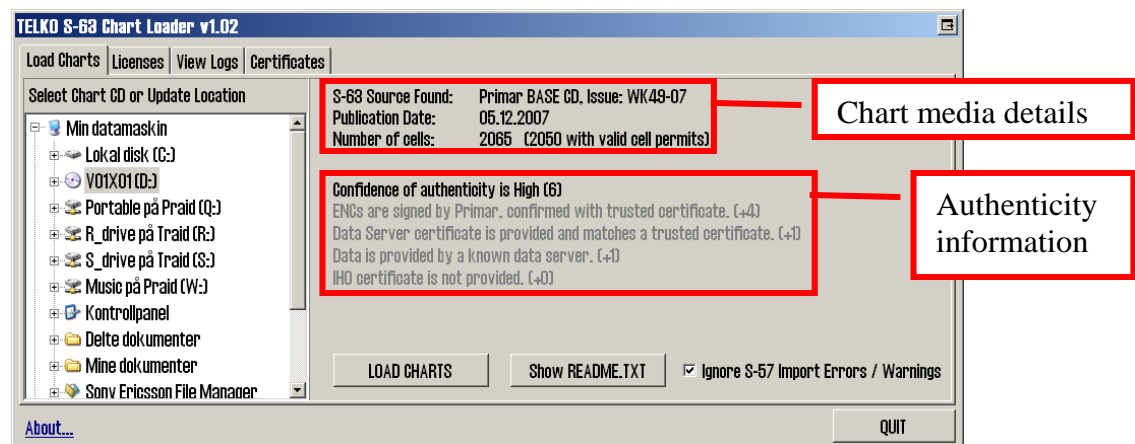 TELKO S-63 Chart Loader v1.02
Load Charts Licenses View Logs Certificates
Select Chart CD or Update Location
Min datamaskin
Lokal disk (C:)
V01X01 (D:)
Portable på Praid (Q:)
R_drive på Traid (R:)
S_drive på Traid (S:)
Music på Praid (W:)
Kontrollpanel
Delte dokumenter
Mine dokumenter
Sony Ericsson File Manager
S-63 Source Found: Primar BASE CD, Issue: WK49-07
Publication Date: 05.12.2007
Number of cells: 2065 (2050 with valid cell permits)
Chart media details
Confidence of authenticity is High (6)
ENCs are signed by Primar, confirmed with trusted certificate. (+4)
Data Server certificate is provided and matches a trusted certificate. (+1)
Data is provided by a known data server. (+1)
IHO certificate is not provided. (+0)
Authenticity
information
LOAD CHARTS Show README.TXT Ignore S-57 Import Errors / Warnings
About... QUIT